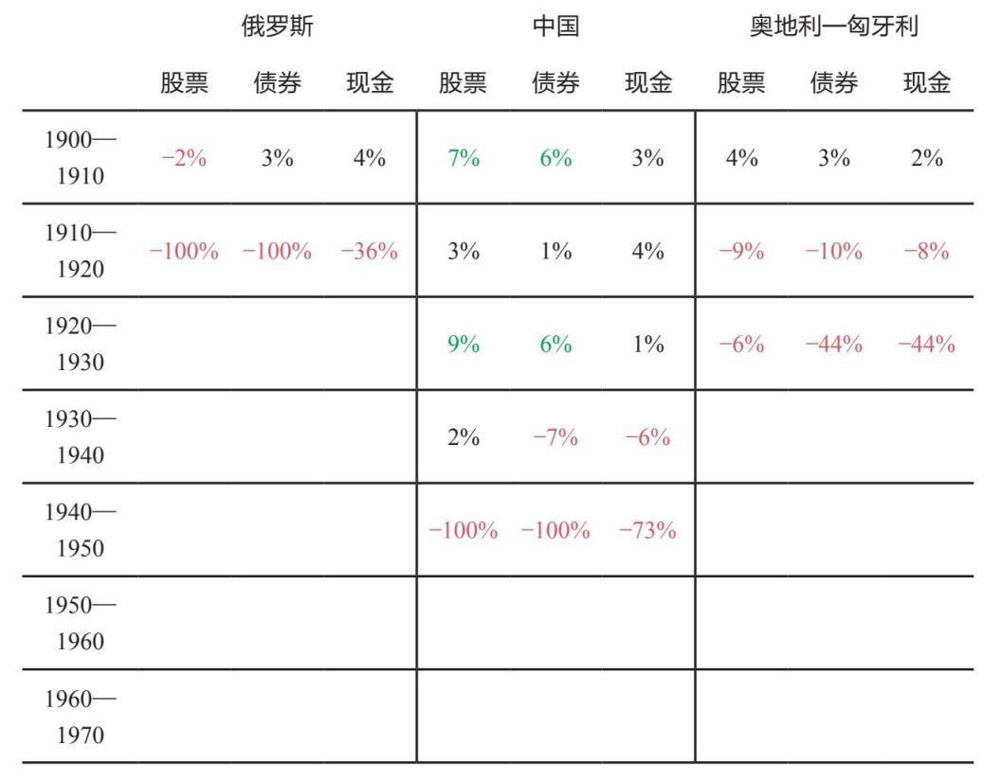 俄罗斯 中国 奥地利—匈牙利
股票 债券 现金 股票 债券 现金 股票 债券 现金
1900—
−2% 3% 4% 7% 6% 3% 4% 3% 2%
1910
1910—
−100% −100% −36% 3% 1% 4% −9% −10% −8%
1920
1920—
9% 6% 1% −6% −44% −44%
1930
1930—
2% −7% −6%
1940
1940—
−100% −100% −73%
1950
1950—
1960
1960—
1970